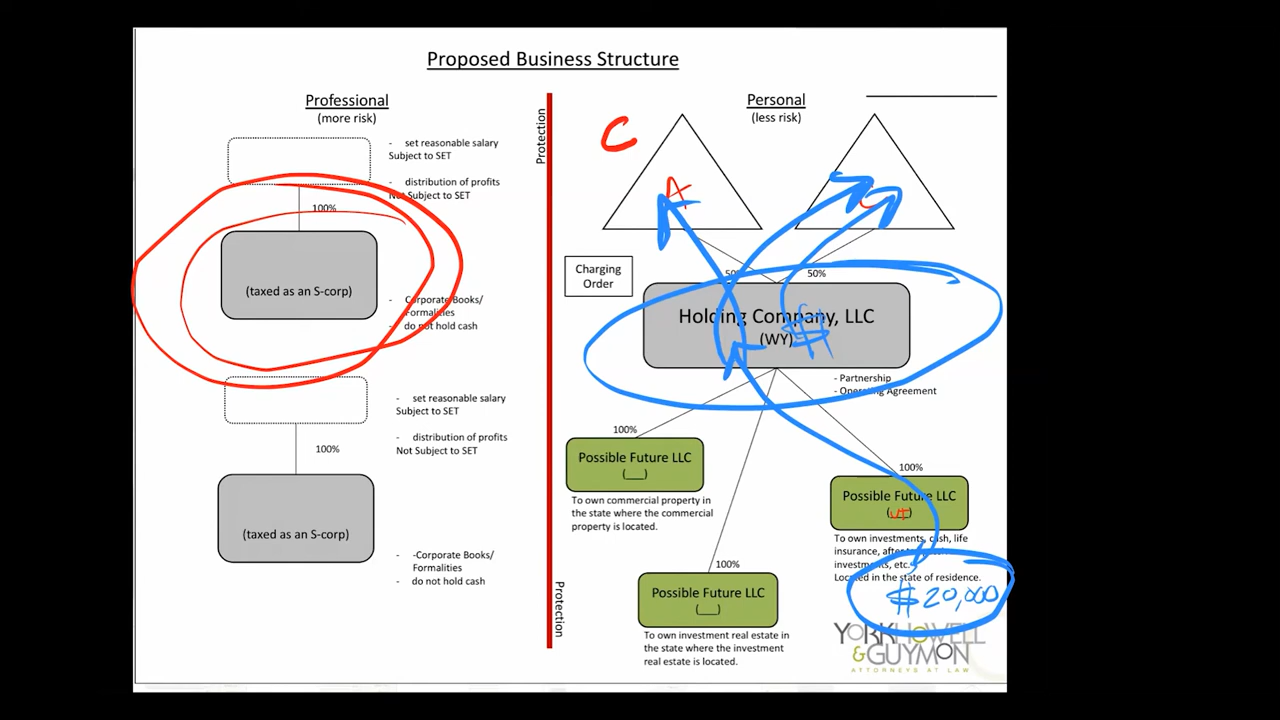 Proposed Business Structure
Professional
(more risk)
- set reasonable salary
Subject to SET
- distribution of profits
Not Subject to SET
100%
(taxed as an S-corp)
- Corporate Books/
Formalities
- do not hold cash
- set reasonable salary
Subject to SET
- distribution of profits
Not Subject to SET
100%
(taxed as an S-corp)
- -Corporate Books/
Formalities
- do not hold cash
Protection
Protection
Personal
(less risk)
C
A
C
50%
50%
Charging
Order
Holding Company, LLC
(WY)
$
- Partnership
- Operating Agreement
100%
Possible Future LLC
(___)
To own commercial property in
the state where the commercial
property is located.
100%
Possible Future LLC
(___)
To own investment real estate in
the state where the investment
real estate is located.
100%
Possible Future LLC
(UT)
To own investments, cash, life
insurance, after
investments, etc.
Located in the state of residence.
$20,000
YORK HOWELL
& GUYMON
ATTORNEYS AT LAW